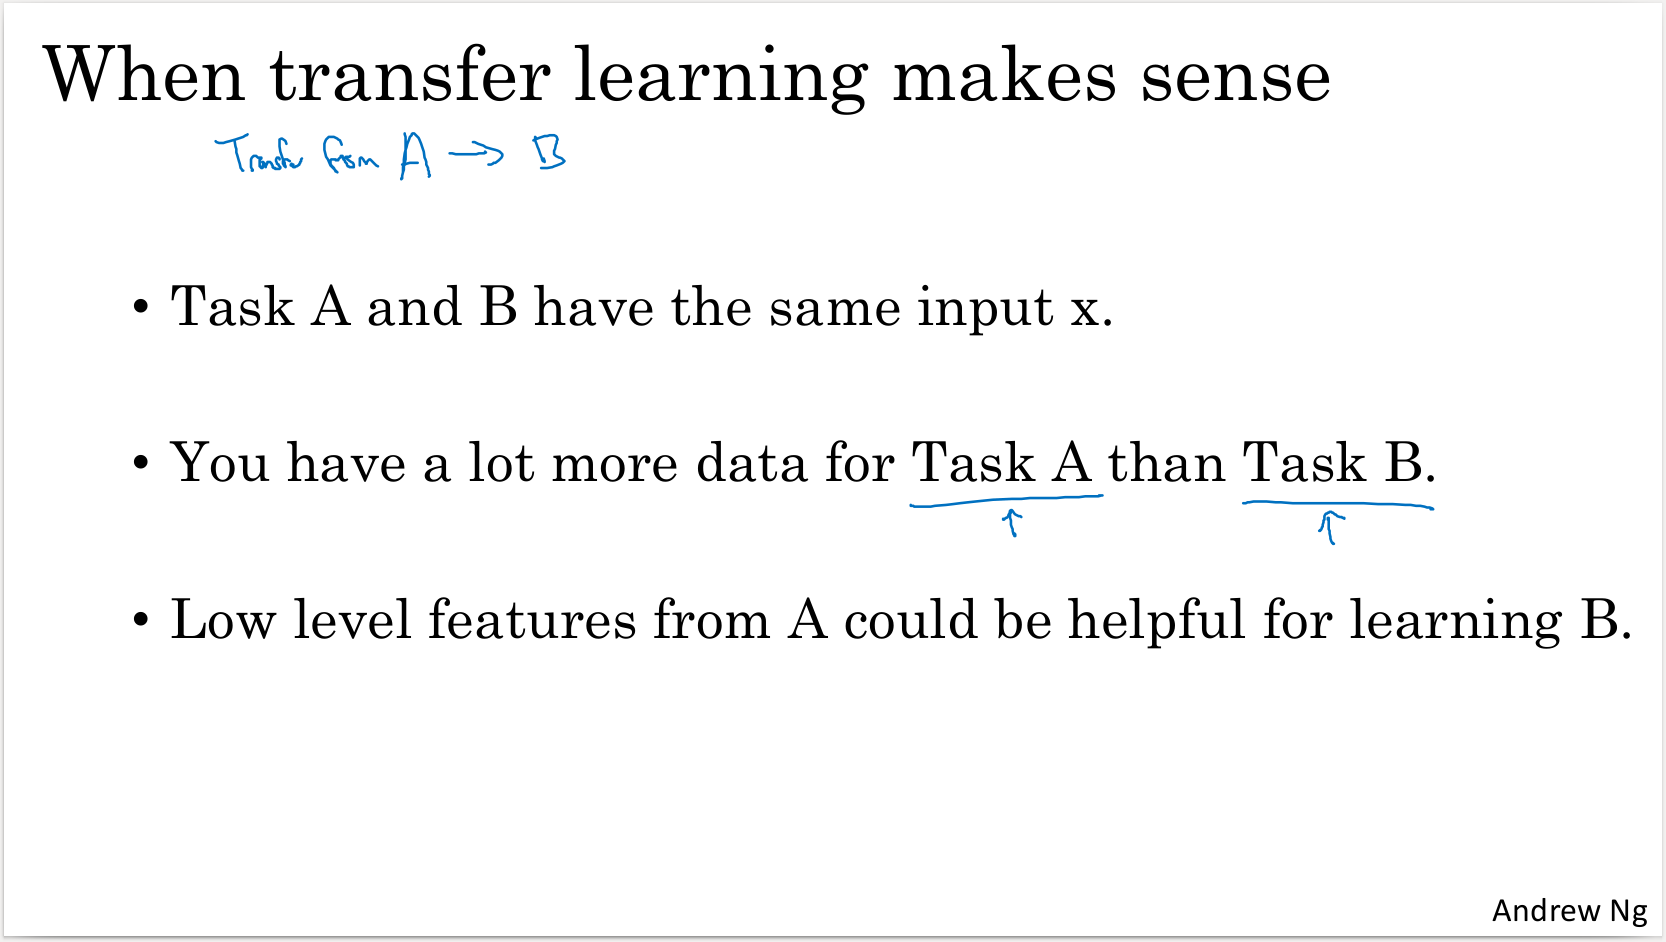 When transfer learning makes sense
Transfer from A → B
• Task A and B have the same input x.
• You have a lot more data for Task A than Task B.
↑ ↑
• Low level features from A could be helpful for learning B.
Andrew Ng